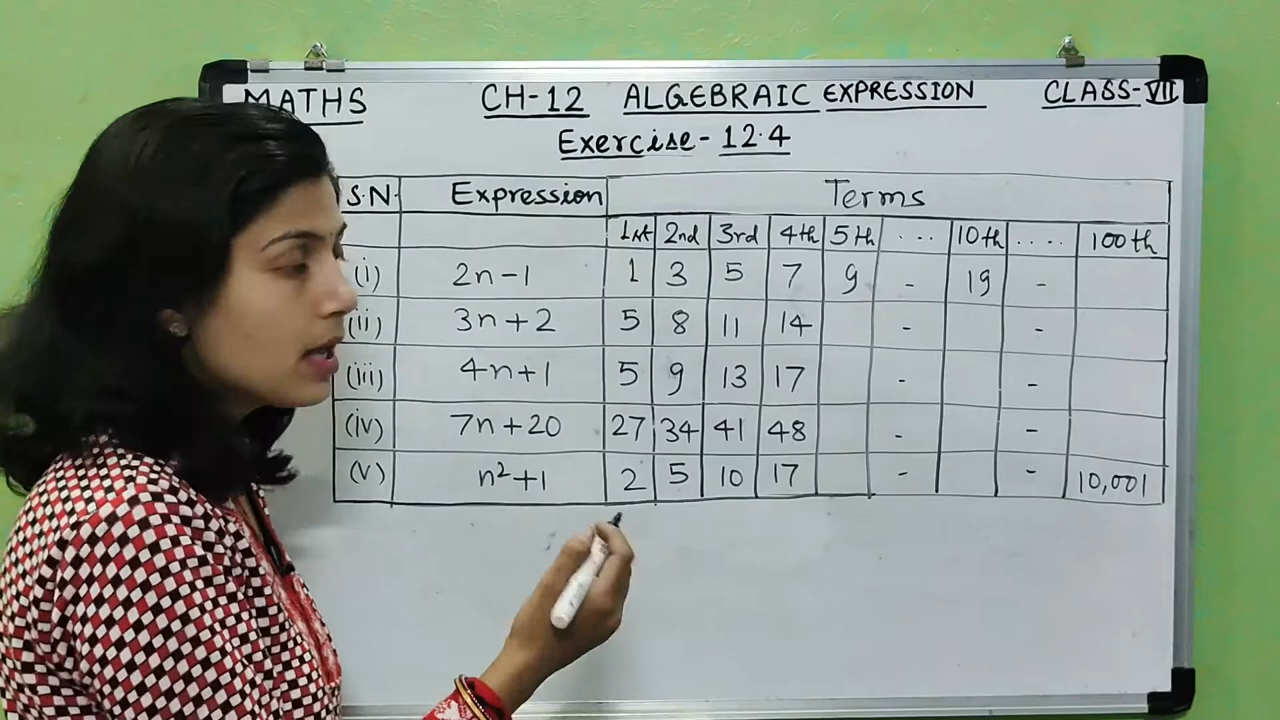 MATHS CH-12 ALGEBRAIC EXPRESSION CLASS-VII
Exercise-12.4
S.N. Expression Terms
1st 2nd 3rd 4th 5th ... 10th .... 100th
(i) 2n-1 1 3 5 7 9 - 19 -
(ii) 3n+2 5 8 11 14 - -
(iii) 4n+1 5 9 13 17 - -
(iv) 7n+20 27 34 41 48 - -
(v) n²+1 2 5 10 17 - - 10,001